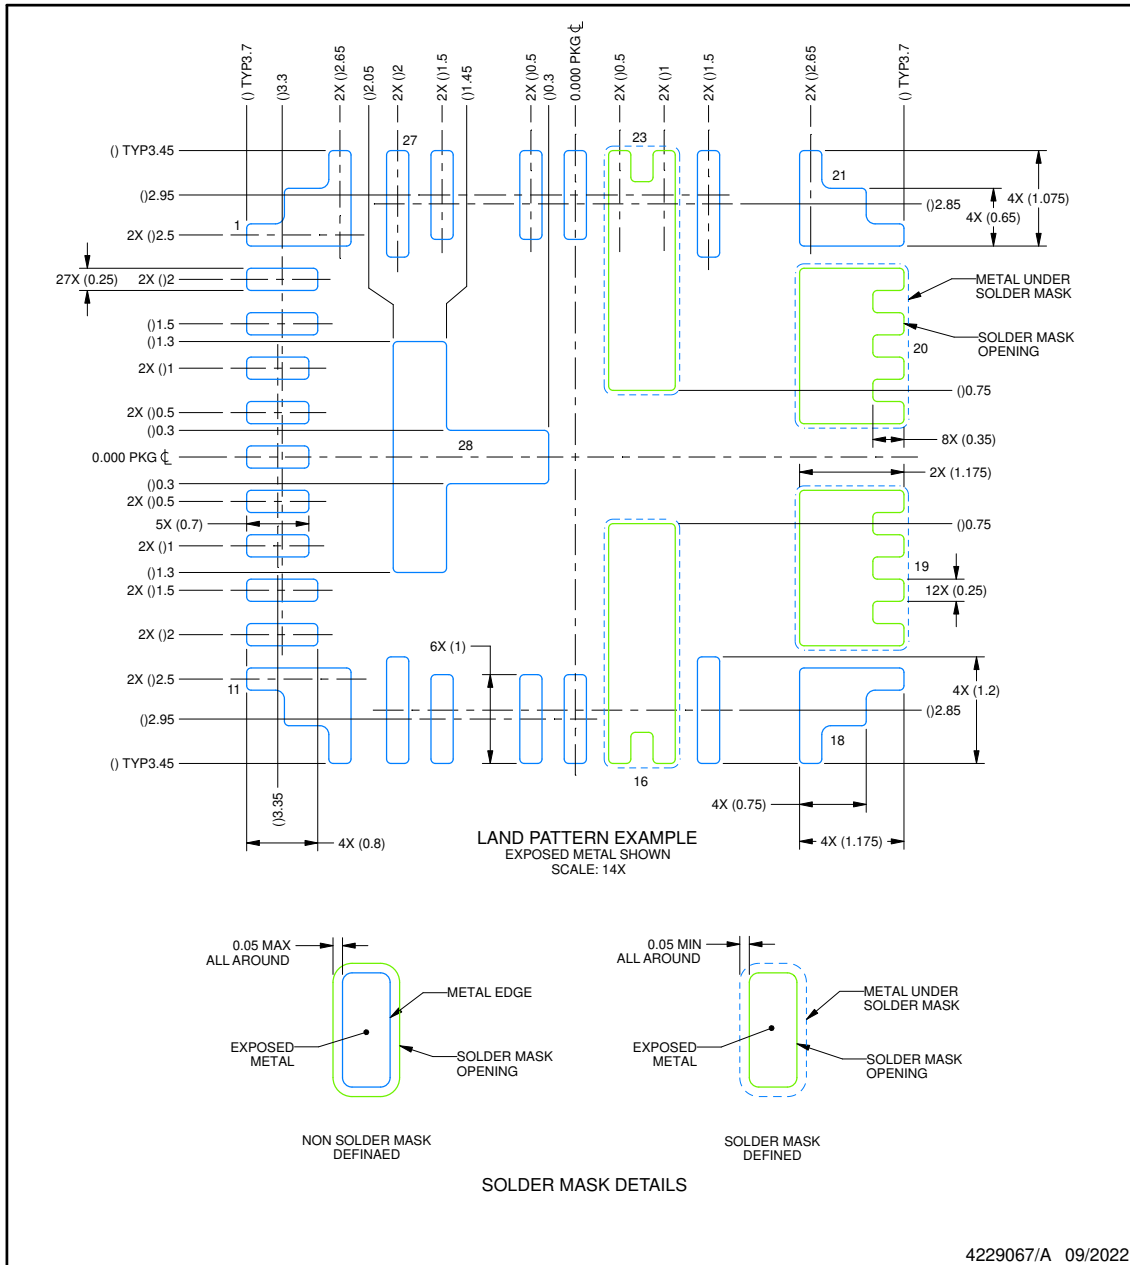 () TYP3.7
()3.3
2X ()2.65
()2.05
2X ()2
2X ()1.5
()1.45
2X ()0.5
()0.3
0.000 PKG ℄
2X ()0.5
2X ()1
2X ()1.5
2X ()2.65
() TYP3.7
() TYP3.45
27
23
21
4X (1.075)
()2.95
()2.85
4X (0.65)
1
2X ()2.5
27X (0.25)
2X ()2
METAL UNDER
SOLDER MASK
()1.5
SOLDER MASK
OPENING
()1.3
20
2X ()1
()0.75
2X ()0.5
()0.3
28
8X (0.35)
0.000 PKG ℄
2X (1.175)
()0.3
2X ()0.5
5X (0.7)
()0.75
2X ()1
()1.3
19
2X ()1.5
12X (0.25)
2X ()2
6X (1)
2X ()2.5
11
4X (1.2)
()2.95
()2.85
18
() TYP3.45
16
()3.35
4X (0.75)
4X (0.8)
4X (1.175)
LAND PATTERN EXAMPLE
EXPOSED METAL SHOWN
SCALE: 14X
0.05 MAX
ALL AROUND
METAL EDGE
EXPOSED
METAL
SOLDER MASK
OPENING
NON SOLDER MASK
DEFINAED
0.05 MIN
ALL AROUND
METAL UNDER
SOLDER MASK
EXPOSED
METAL
SOLDER MASK
OPENING
SOLDER MASK
DEFINED
SOLDER MASK DETAILS
4229067/A 09/2022